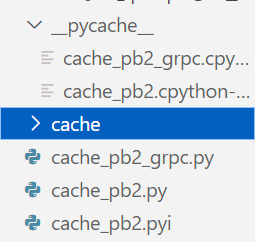 __pycache__
cache_pb2_grpc.cpy...
cache_pb2.cpython-...
cache
cache_pb2_grpc.py
cache_pb2.py
cache_pb2.pyi